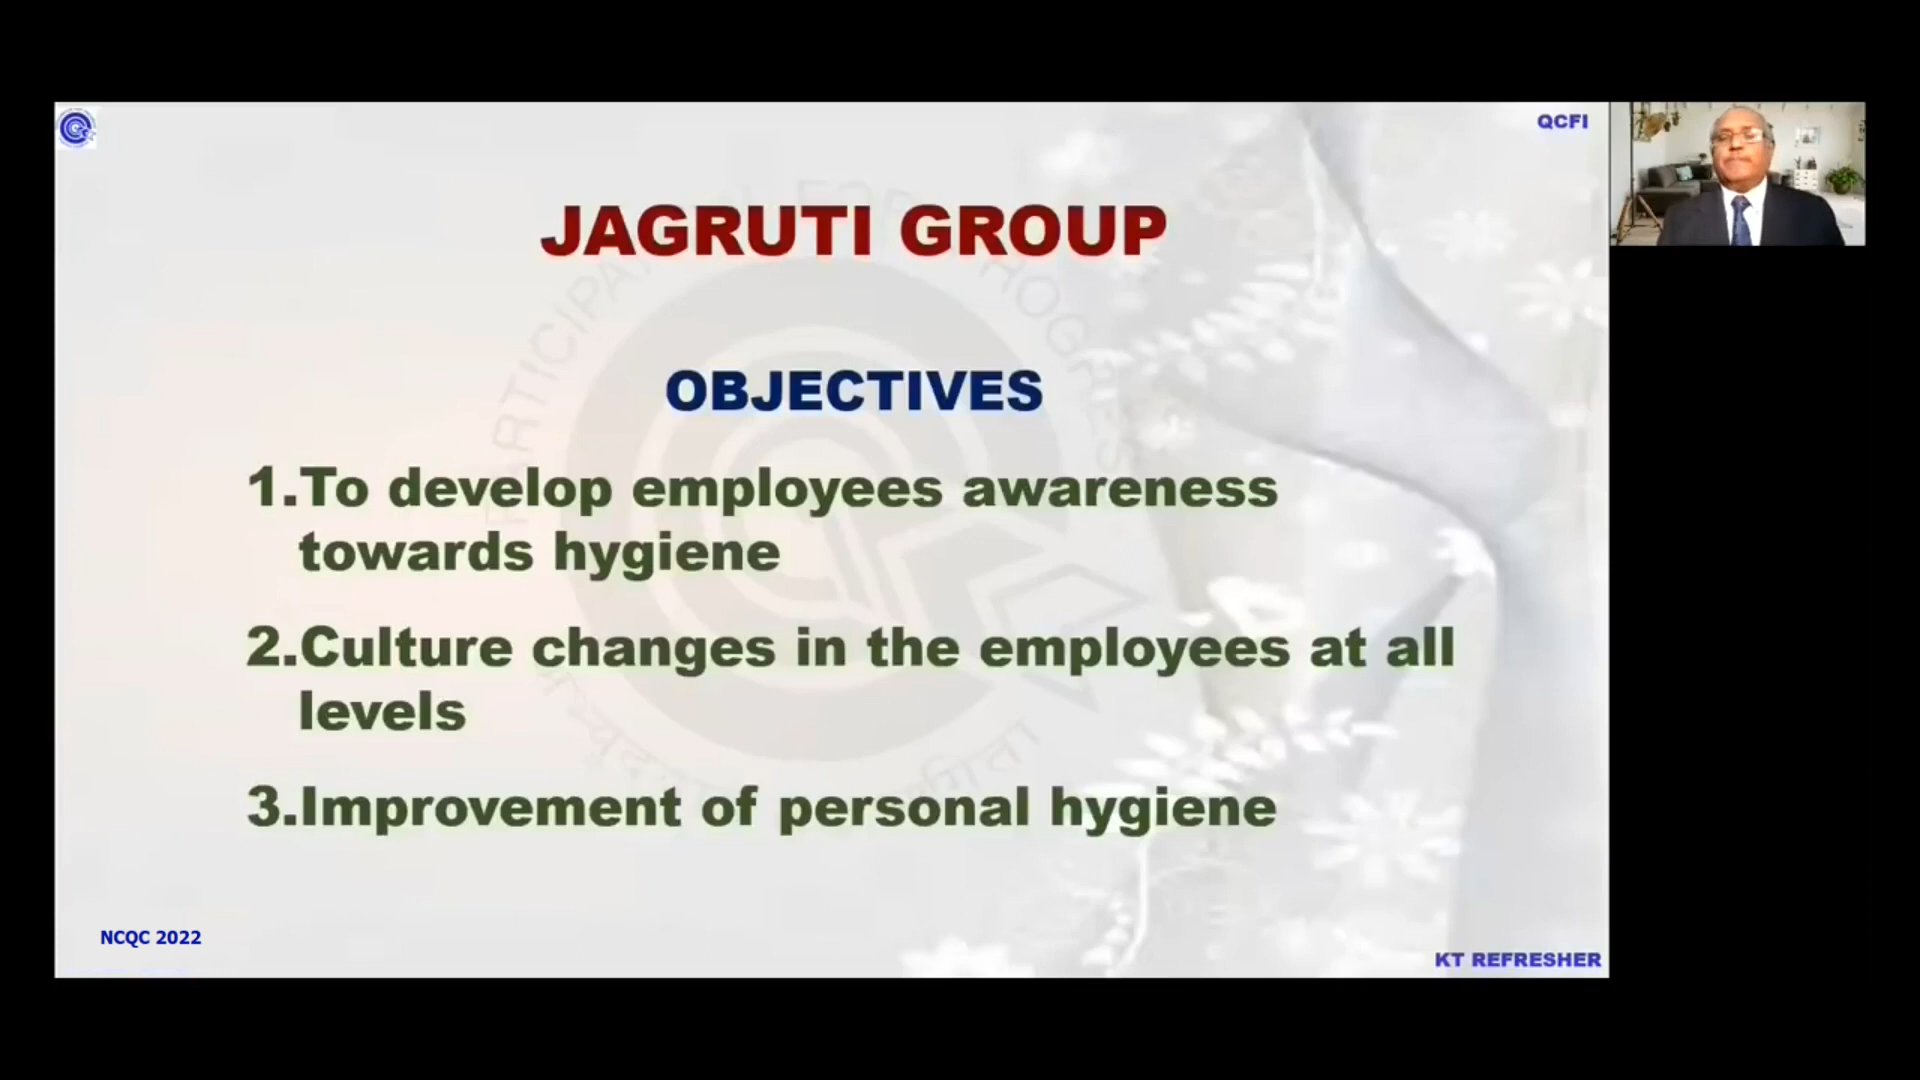 QCFI
JAGRUTI GROUP
OBJECTIVES
1.To develop employees awareness
towards hygiene
2.Culture changes in the employees at all
levels
3.Improvement of personal hygiene
NCQC 2022
KT REFRESHER